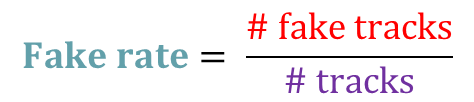 Fake rate = # fake tracks
# tracks